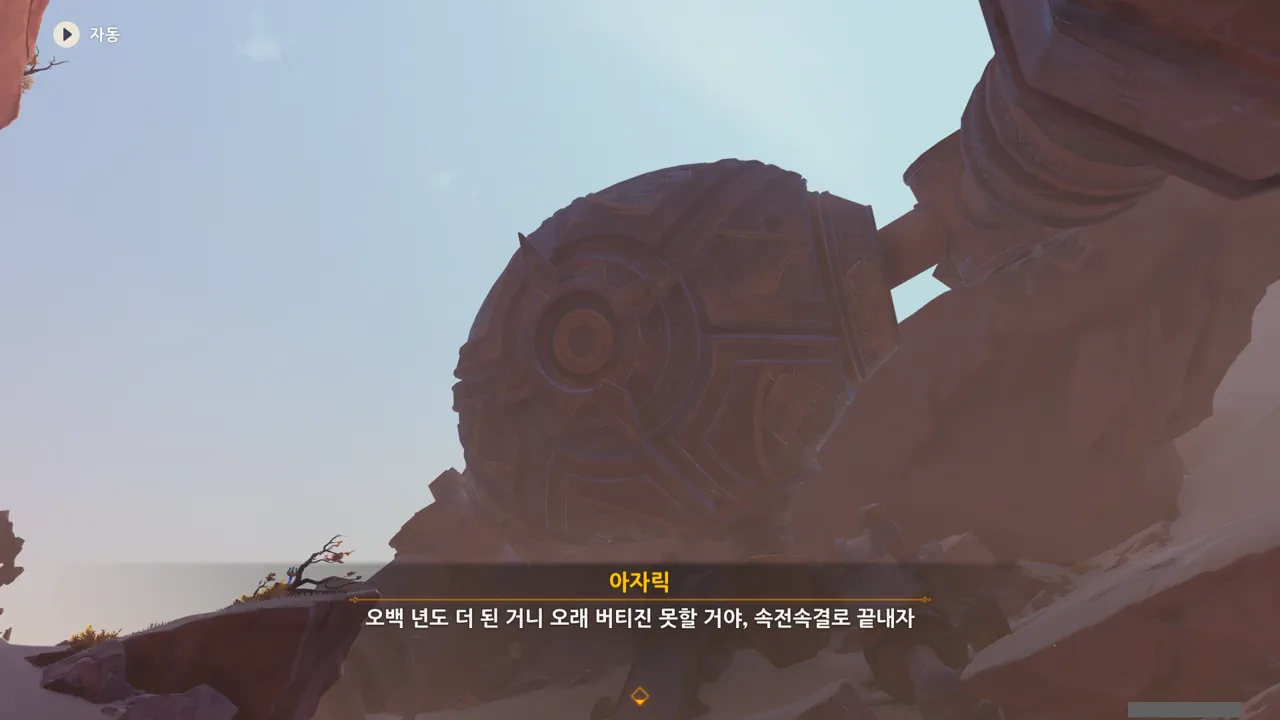 자동
아자릭
오백 년도 더 된 거니 오래 버티진 못할 거야, 속전속결로 끝내자